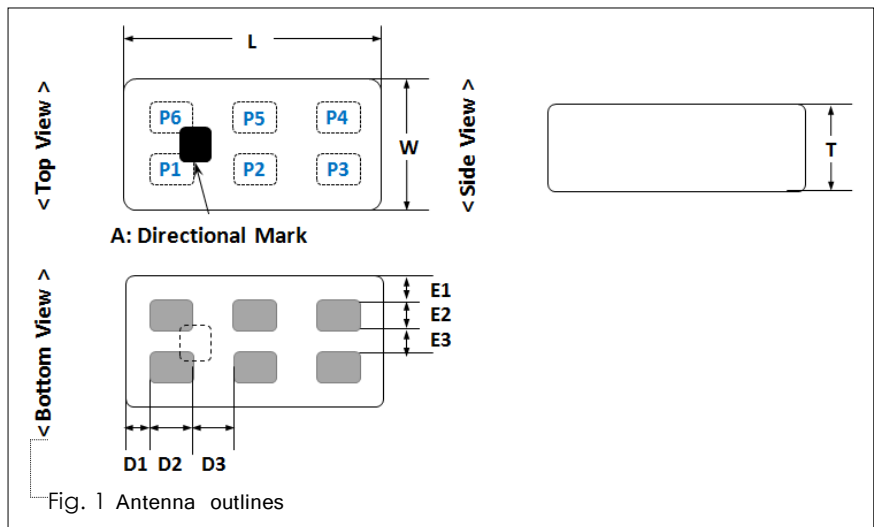 L
< Top View >
P6 P5 P4
P1 P2 P3
W
A: Directional Mark
< Side View >
T
< Bottom View >
E1
E2
E3
D1 D2 D3
Fig. 1 Antenna outlines